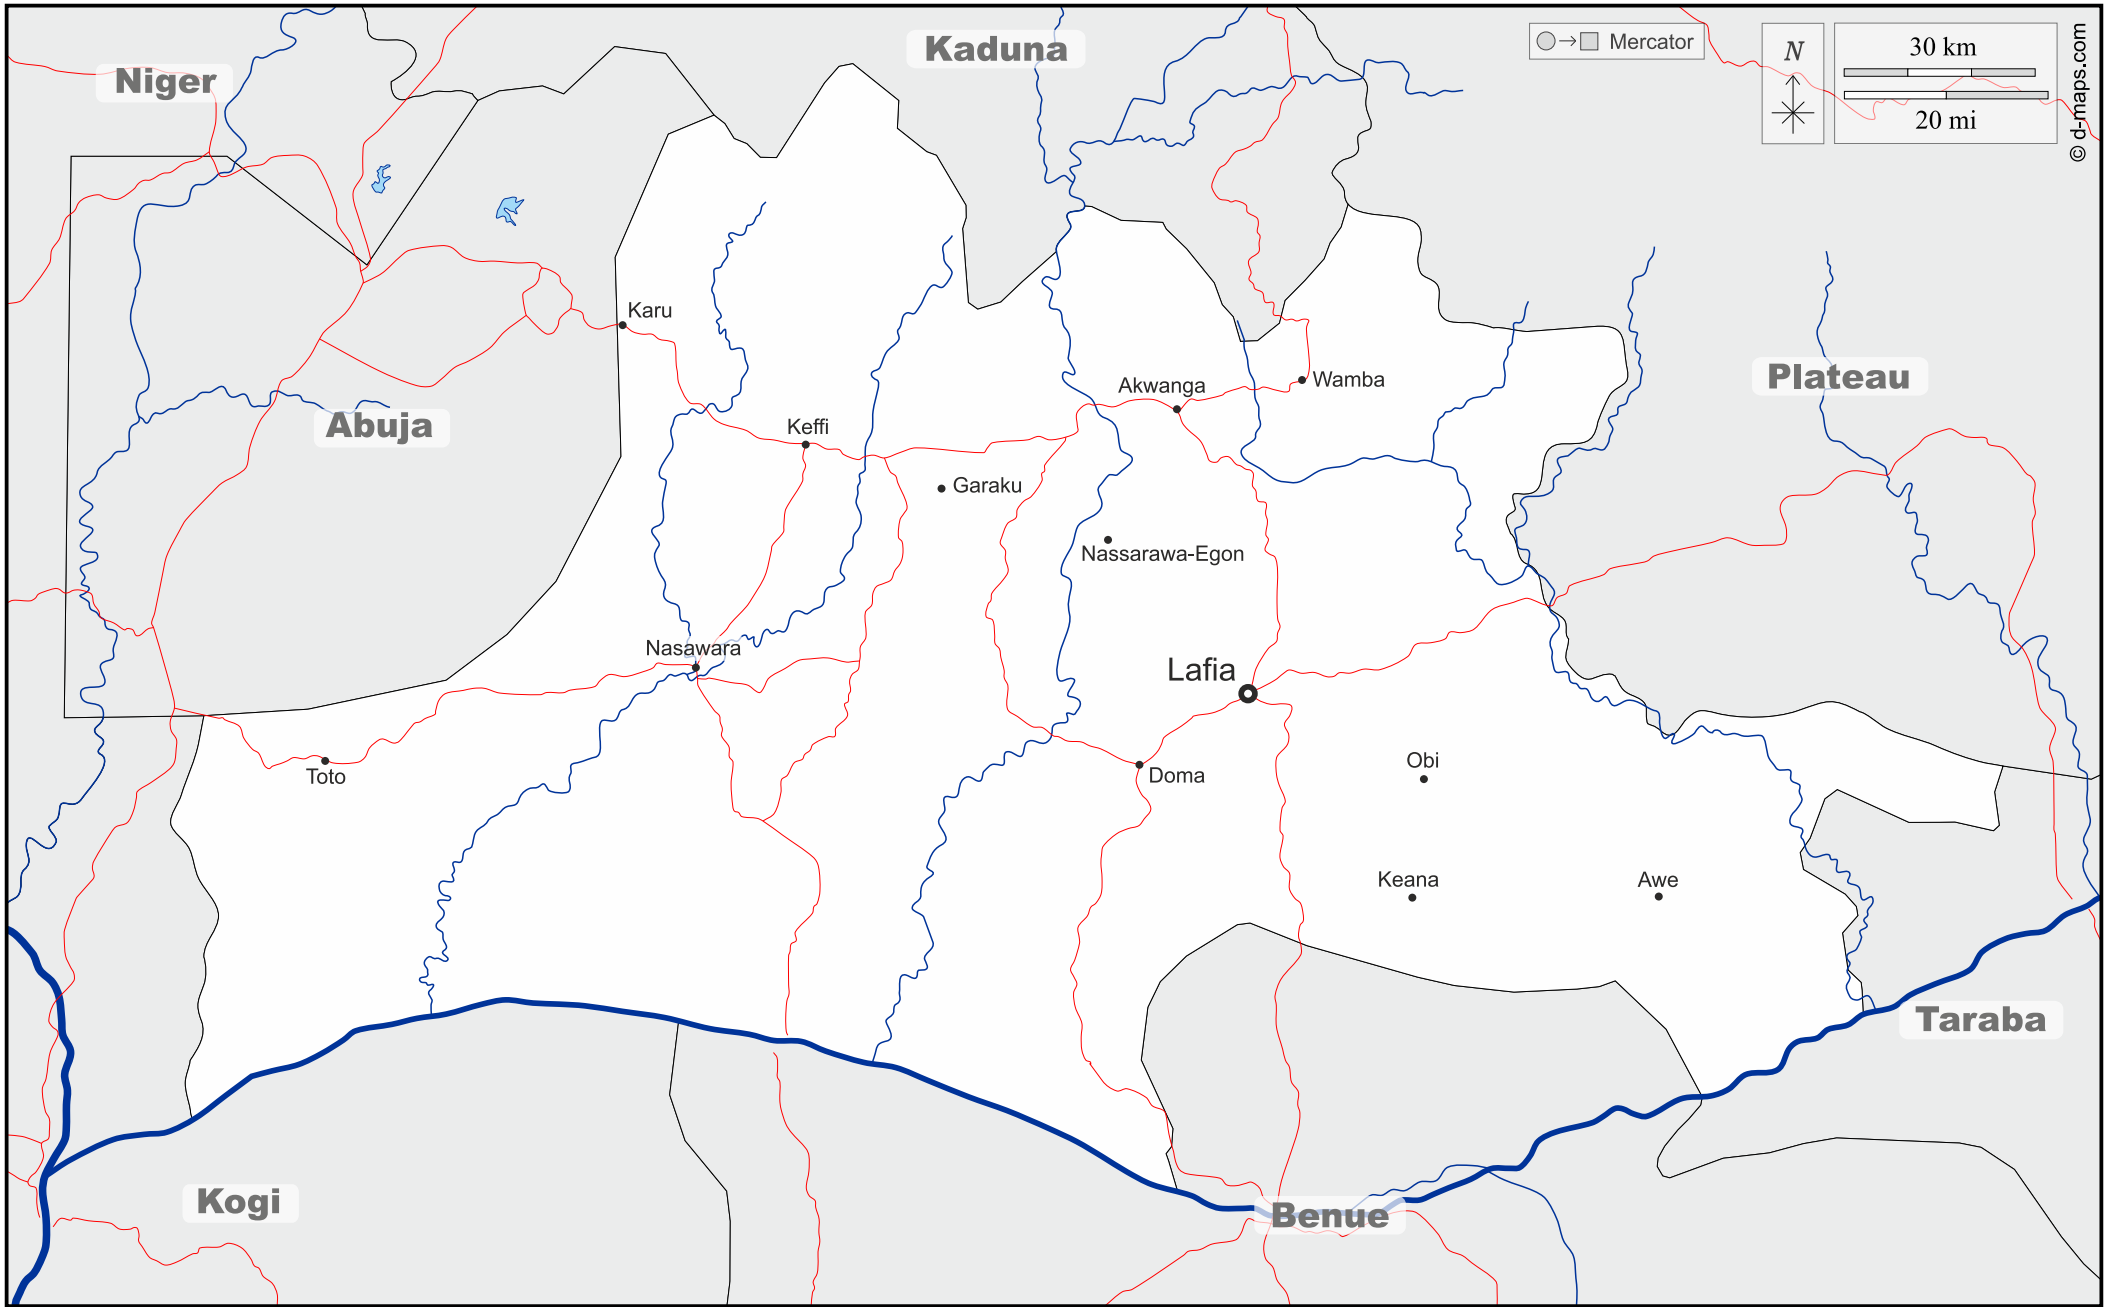 Kaduna
Mercator
N
30 km
20 mi
© d-maps.com
Niger
Karu
Akwanga
Wamba
Plateau
Abuja
Keffi
Garaku
Nassarawa-Egon
Nasawara
Lafia
Toto
Doma
Obi
Keana
Awe
Taraba
Kogi
Benue